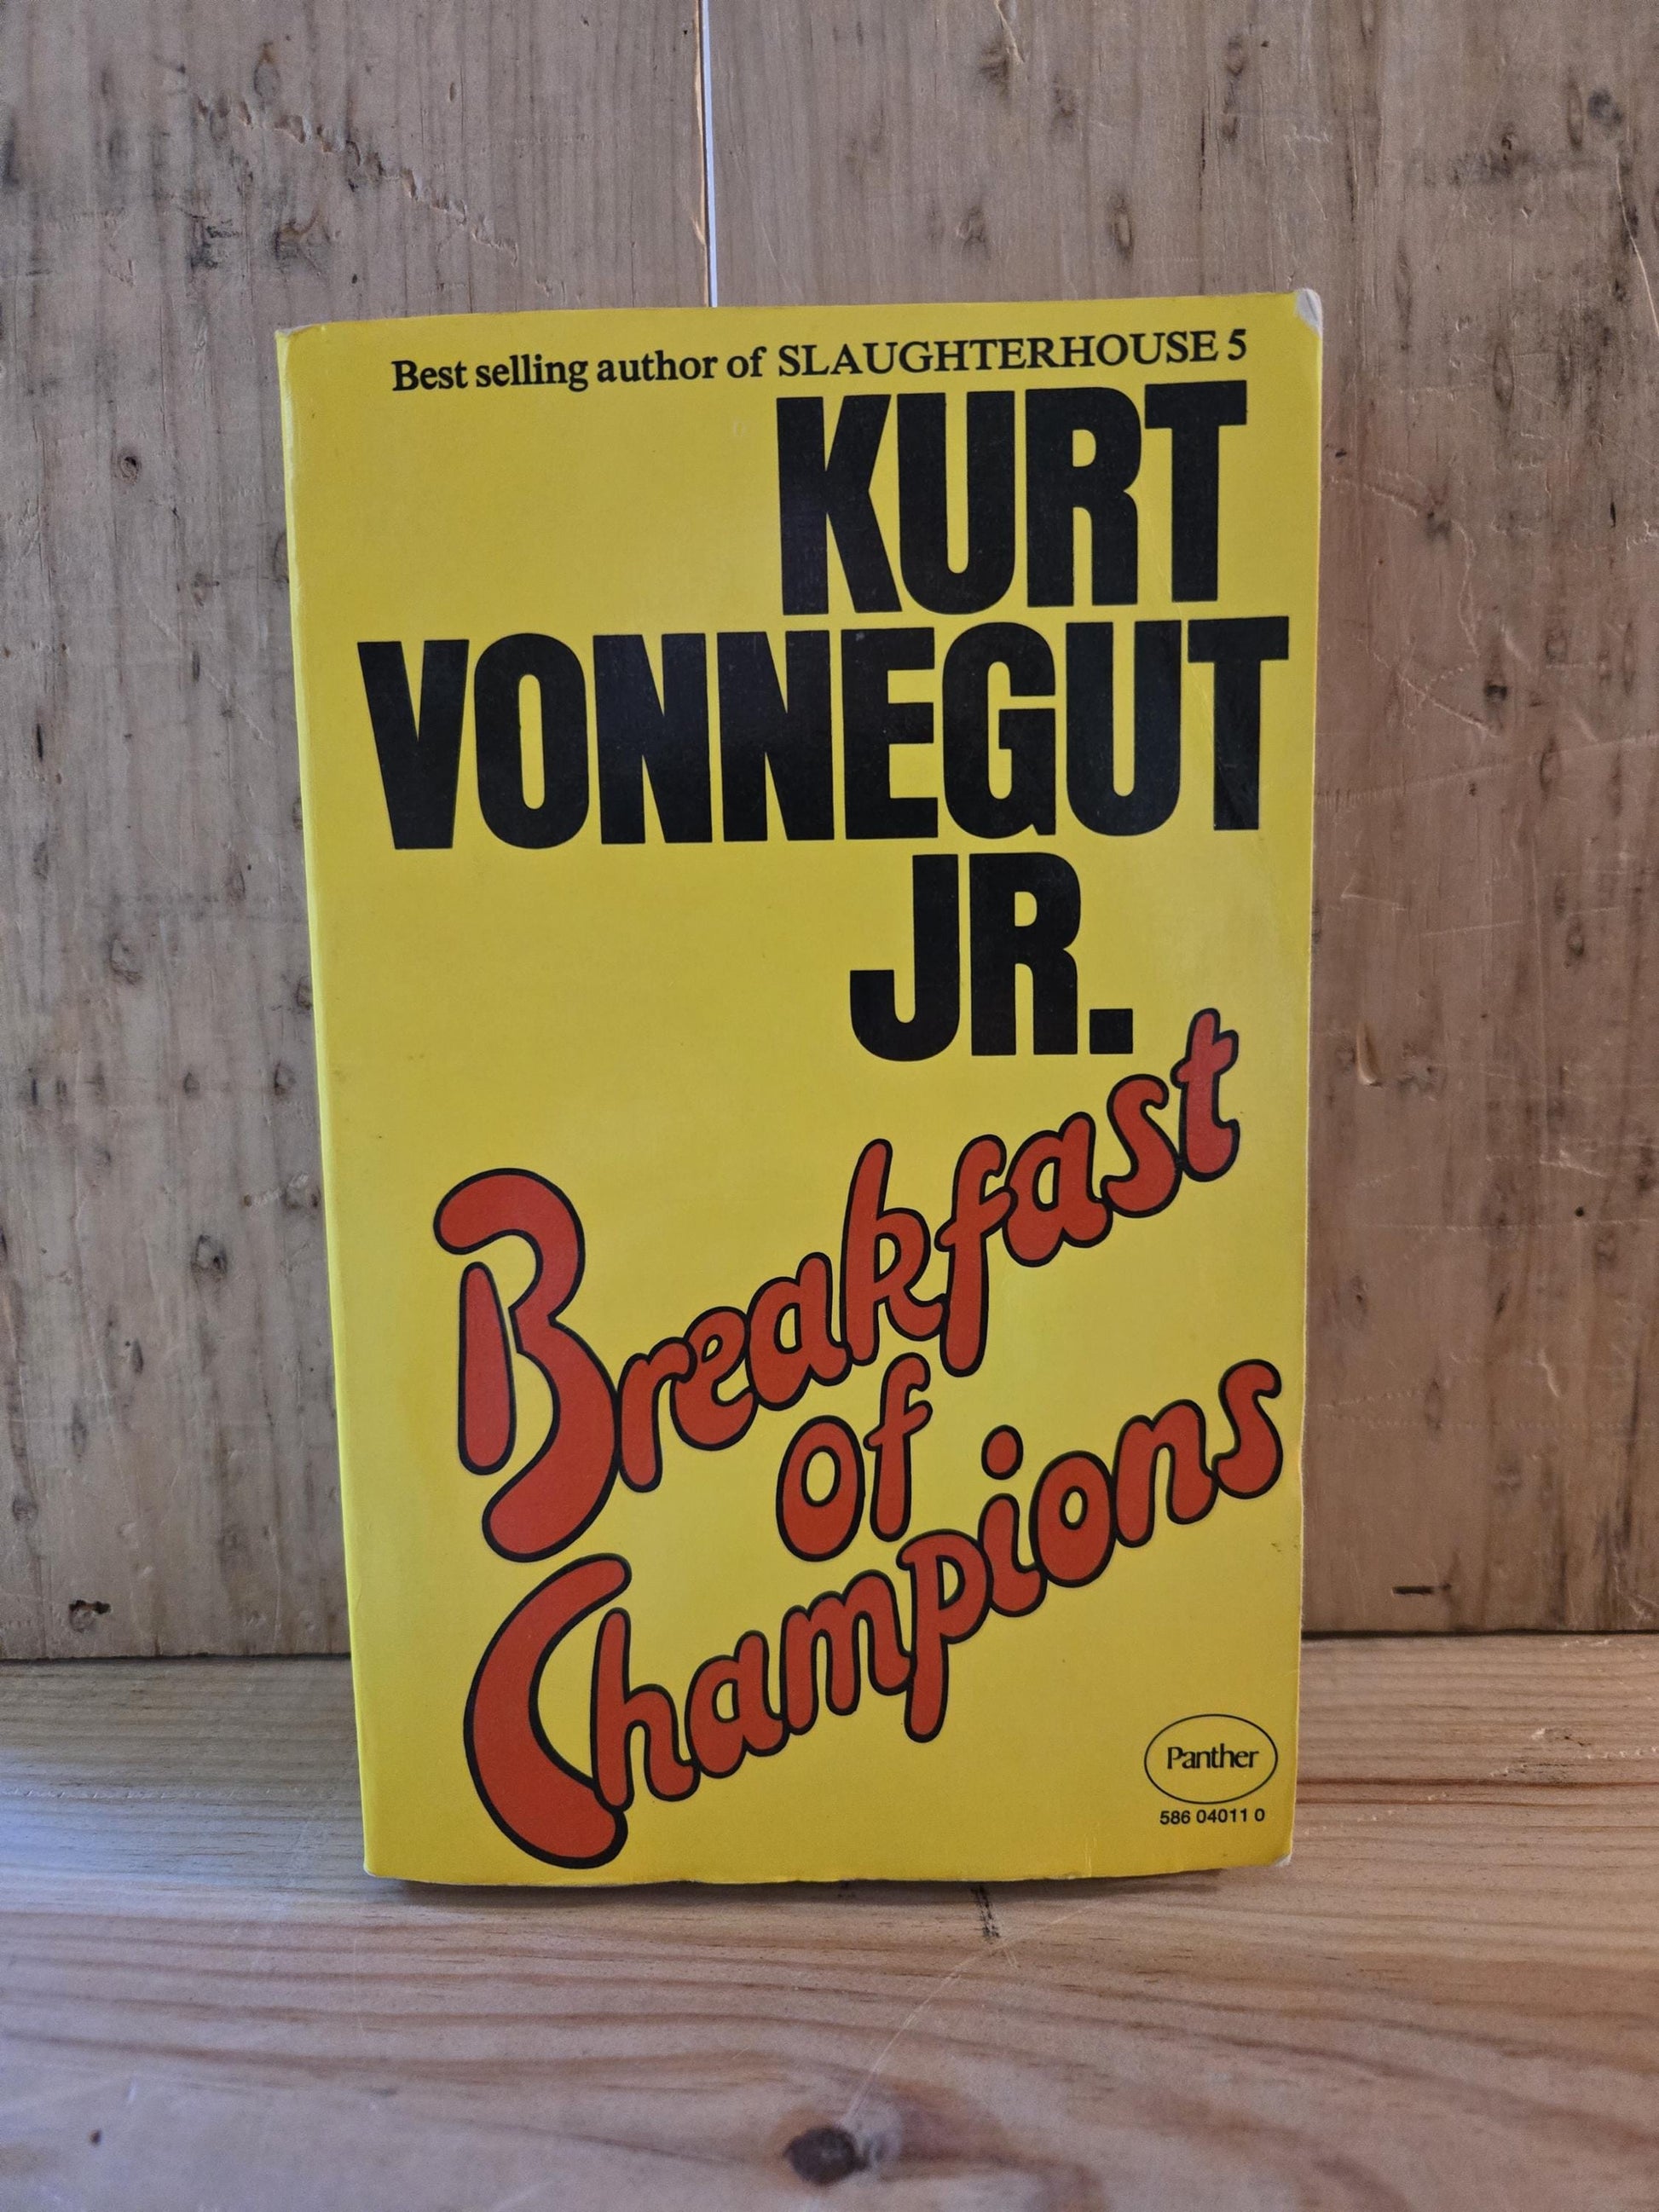 Best selling author of SLAUGHTERHOUSE 5
KURT
VONNEGUT
JR.
Breakfast
of
Champions
Panther
586 04011 0